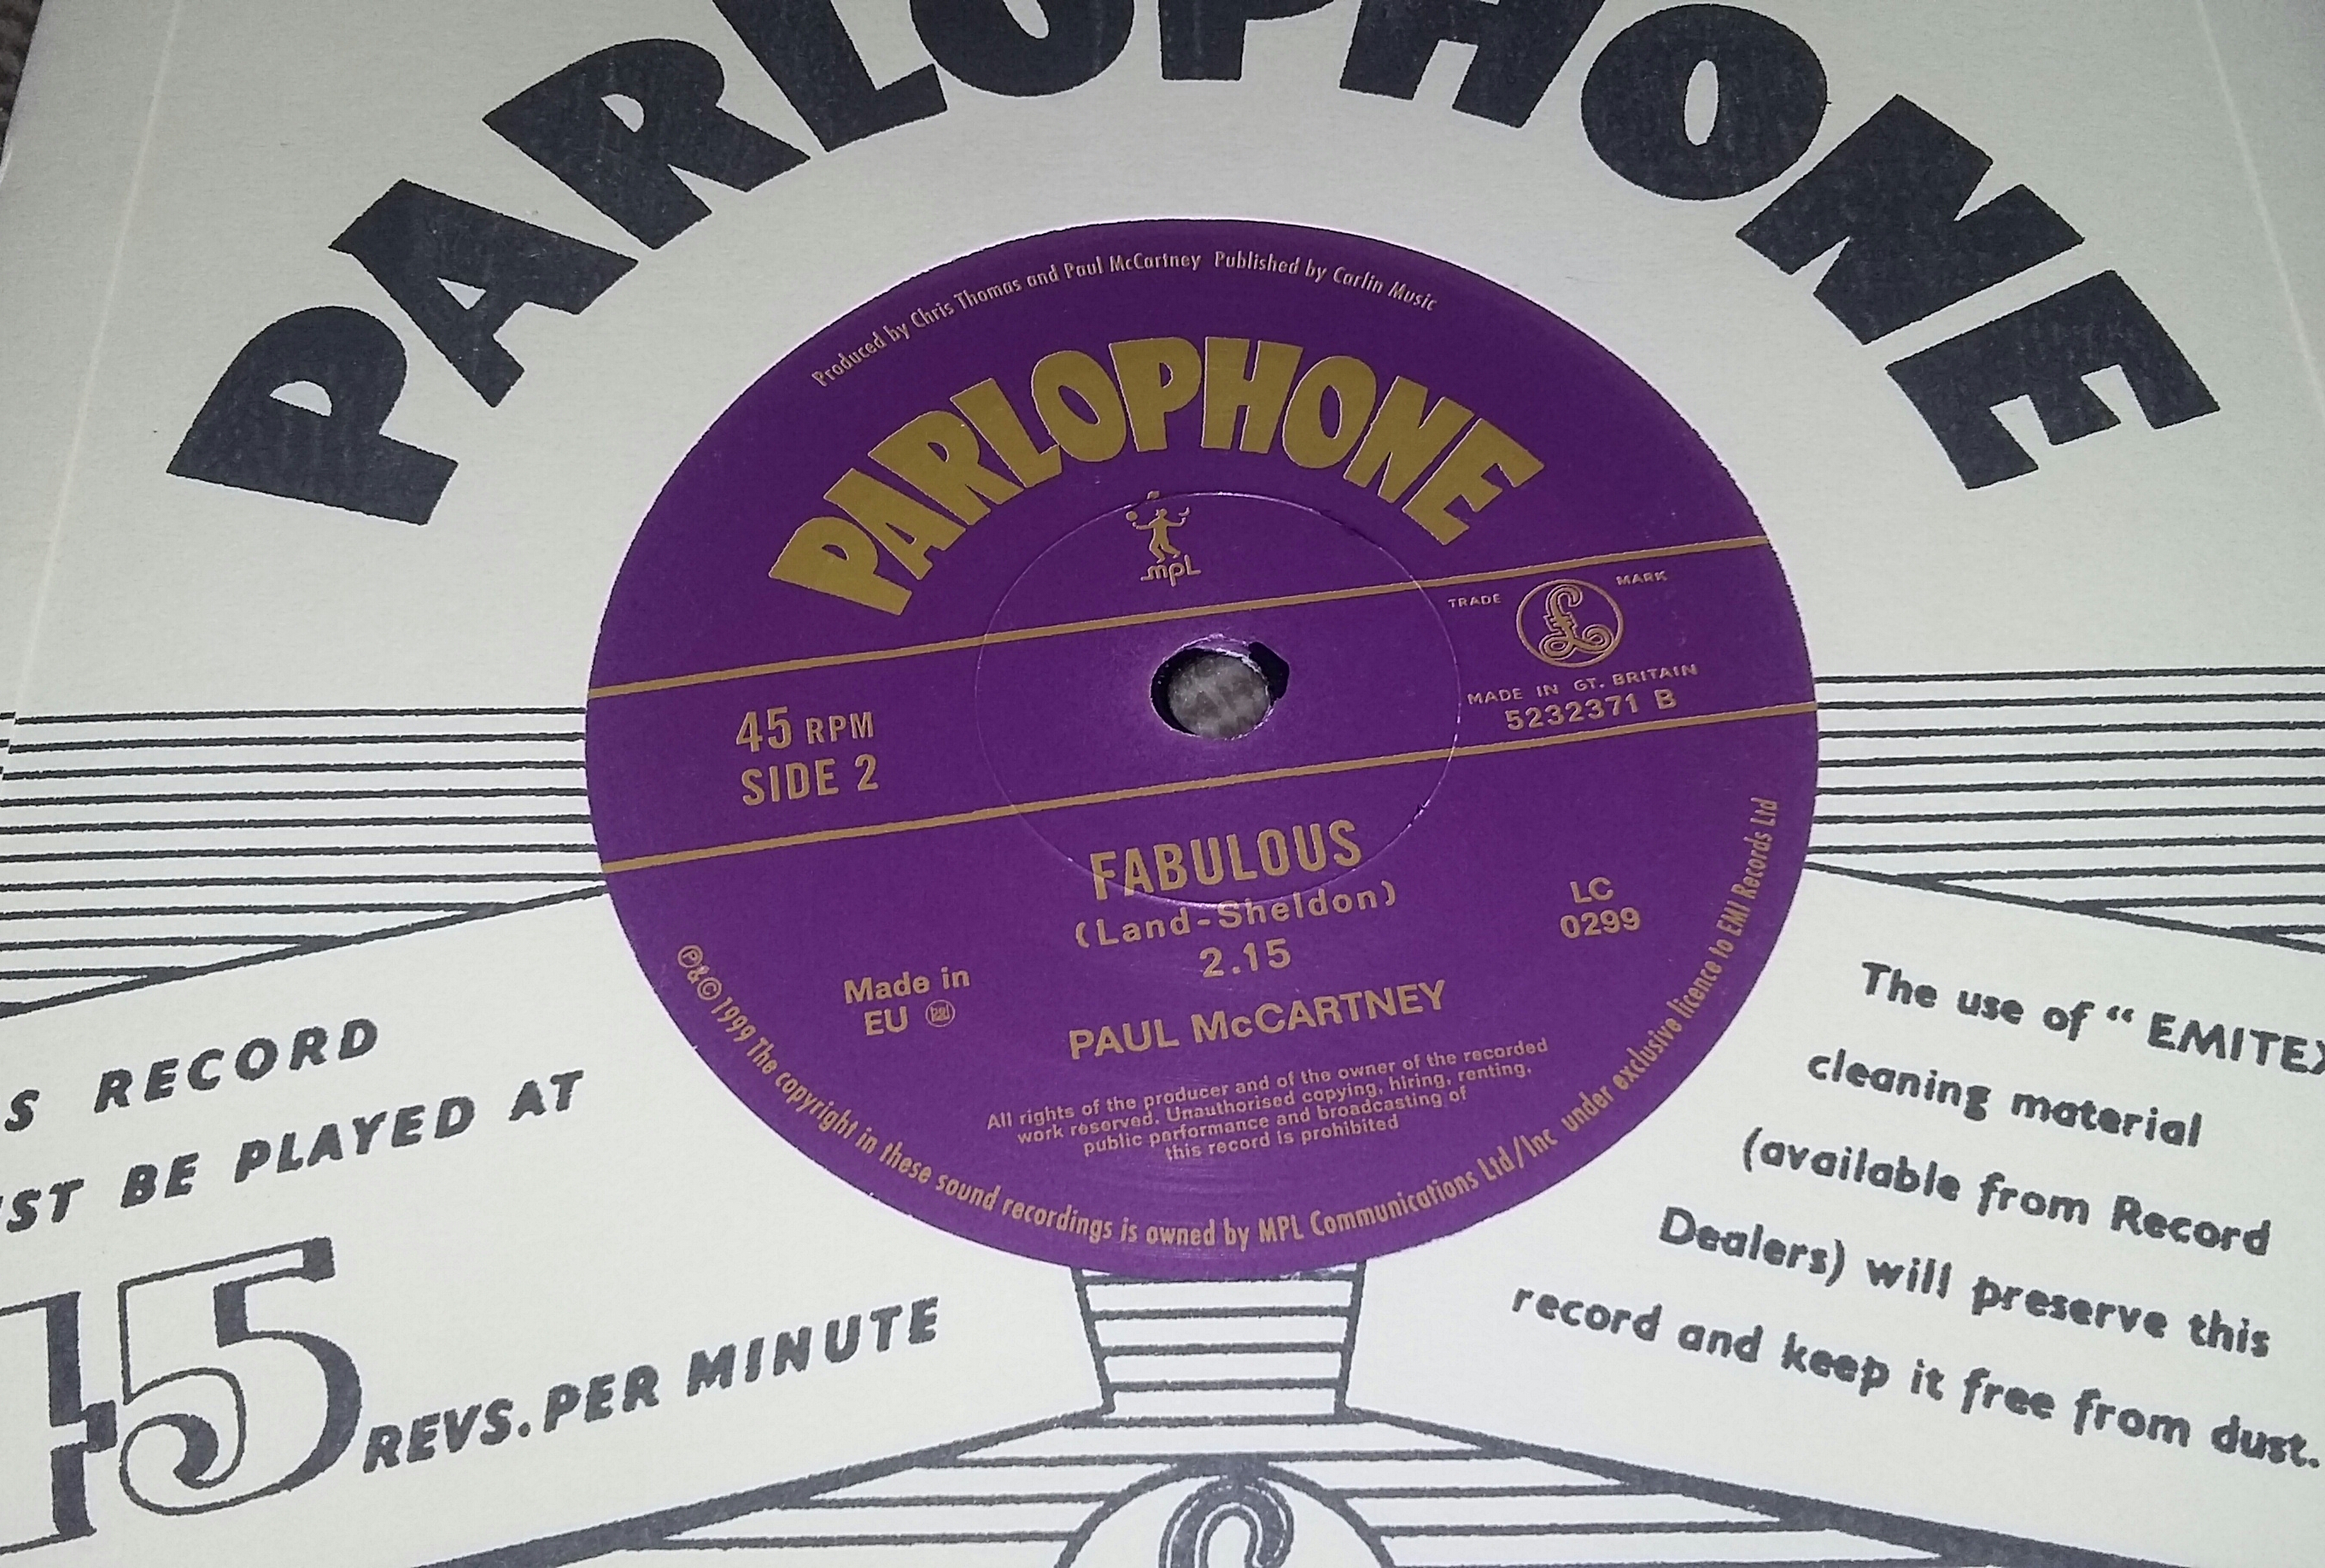 PARLOPHONE
Produced by Chris Thomas and Paul McCartney Published by Carlin Music
PARLOPHONE
mpL
TRADE MARK
£
MADE IN GT. BRITAIN
5232371 B
45 RPM
SIDE 2
FABULOUS
(Land-Sheldon)
2.15
LC
0299
Made in
EU
PAUL McCARTNEY
All rights of the producer and of the owner of the recorded
work reserved. Unauthorised copying, hiring, renting,
public performance and broadcasting of
this record is prohibited
℗&© 1999 The copyright in these sound recordings is owned by MPL Communications Ltd/Inc under exclusive licence to EMI Records Ltd
S RECORD
ST BE PLAYED AT
45 REVS. PER MINUTE
The use of “EMITEX
cleaning material
(available from Record
Dealers) will preserve this
record and keep it free from dust.